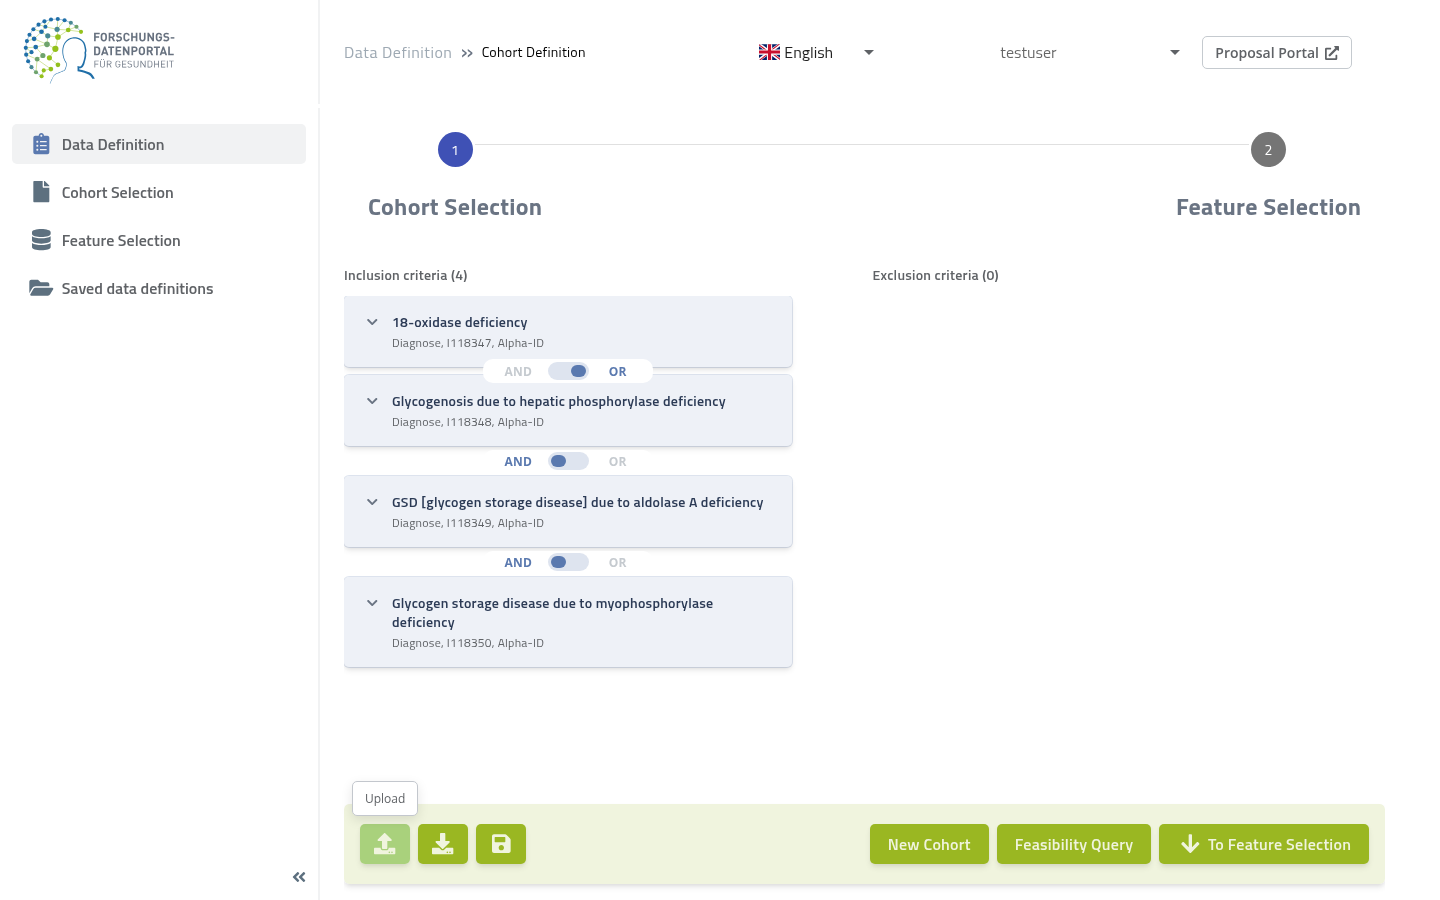 FORSCHUNGS-
DATENPORTAL
FÜR GESUNDHEIT
Data Definition » Cohort Definition
English
testuser
Proposal Portal
Data Definition
Cohort Selection
Feature Selection
Saved data definitions
1
2
Cohort Selection
Feature Selection
Inclusion criteria (4)
Exclusion criteria (0)
18-oxidase deficiency
Diagnose, I118347, Alpha-ID
AND OR
Glycogenosis due to hepatic phosphorylase deficiency
Diagnose, I118348, Alpha-ID
AND OR
GSD [glycogen storage disease] due to aldolase A deficiency
Diagnose, I118349, Alpha-ID
AND OR
Glycogen storage disease due to myophosphorylase
deficiency
Diagnose, I118350, Alpha-ID
Upload
New Cohort
Feasibility Query
To Feature Selection